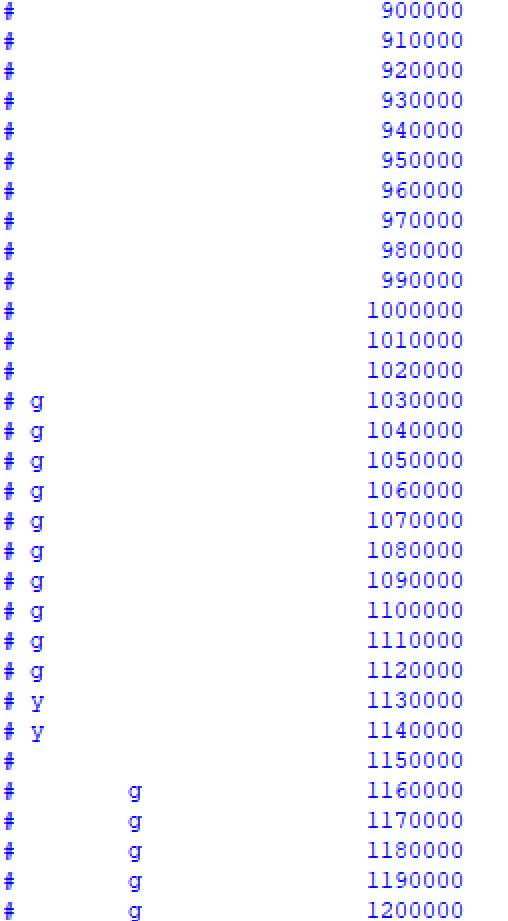 #                          900000
#                          910000
#                          920000
#                          930000
#                          940000
#                          950000
#                          960000
#                          970000
#                          980000
#                          990000
#                         1000000
#                         1010000
#                         1020000
# g                       1030000
# g                       1040000
# g                       1050000
# g                       1060000
# g                       1070000
# g                       1080000
# g                       1090000
# g                       1100000
# g                       1110000
# g                       1120000
# y                       1130000
# y                       1140000
#                         1150000
#        g                1160000
#        g                1170000
#        g                1180000
#        g                1190000
#        g                1200000